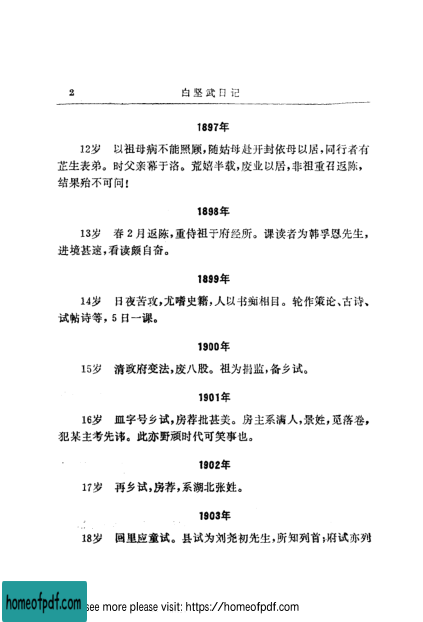 2 白坚武日记
1897年
12岁 以祖母病不能照顾,随姑母赴开封依母以居,同行者有
芷生表弟。时父亲幕于洛。荒嬉半载,废业以居,非祖重召返陈,
结果殆不可问!
1898年
13岁 春2月返陈,重侍祖于府经所。课读者为韩孚恩先生,
进境甚速,看读颇自奋。
1899年
14岁 日夜苦攻,尤嗜史籍,人以书痴相目。轮作策论、古诗、
试帖诗等,5日一课。
1900年
15岁 清政府变法,废八股。祖为捐监,备乡试。
1901年
16岁 皿字号乡试,房荐批甚美。房主系满人,景姓,觅落卷,
犯某主考先讳。此亦野顽时代可笑事也。
1902年
17岁 再乡试,房荐,系湖北张姓。
1903年
18岁 回里应童试。县试为刘尧初先生,所知列首;府试亦列
homeofpdf.com
see more please visit: https://homeofpdf.com